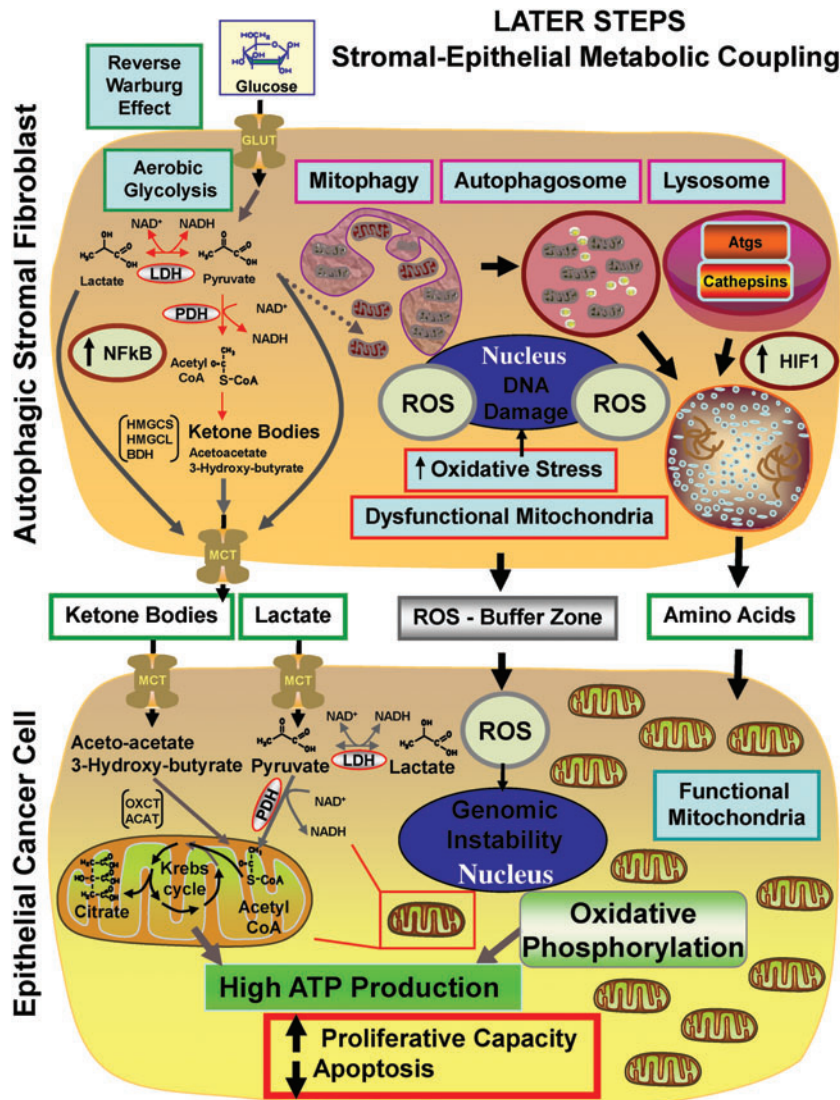 LATER STEPS
Stromal-Epithelial Metabolic Coupling
Reverse
Warburg
Effect
Glucose
GLUT
Autophagic Stromal Fibroblast
Aerobic
Glycolysis
Mitophagy
Autophagosome
Lysosome
NAD⁺
NADH
Lactate
LDH
Pyruvate
Atgs
Cathepsins
PDH
NAD⁺
NADH
NFkB
HIF1
Nucleus
DNA
Damage
ROS
ROS
Acetyl
CoA
CH₃
S-CoA
HMGCS
HMGCL
BDH
Ketone Bodies
Acetoacetate
3-Hydroxy-butyrate
Oxidative Stress
Dysfunctional Mitochondria
MCT
Ketone Bodies
Lactate
ROS - Buffer Zone
Amino Acids
Epithelial Cancer Cell
MCT
MCT
Aceto-acetate
3-Hydroxy-butyrate
Pyruvate
NAD⁺
NADH
LDH
Lactate
ROS
OXCT
ACAT
PDH
NAD⁺
NADH
Genomic
Instability
Nucleus
Functional
Mitochondria
Krebs
cycle
Citrate
S-CoA
Acetyl
CoA
Oxidative
Phosphorylation
High ATP Production
Proliferative Capacity
Apoptosis